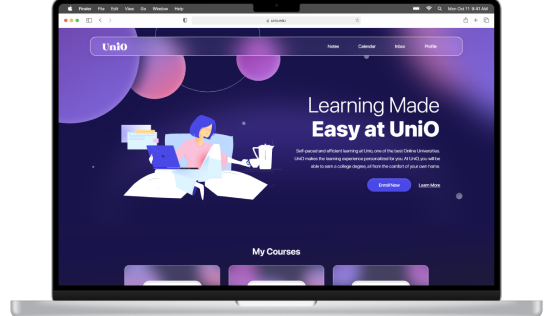 Finder File Edit View Go Window Help
Mon Oct 11 9:41 AM
unio.edu
UniO
Notes Calendar Inbox Profile
Learning Made
Easy at UniO
Self-paced and efficient learning at Uniq, one of the best Online Universities.
UniO makes the learning experience personalized for you. At UniO, you will be
able to earn a college degree, all from the comfort of your own home.
Enroll Now Learn More
My Courses